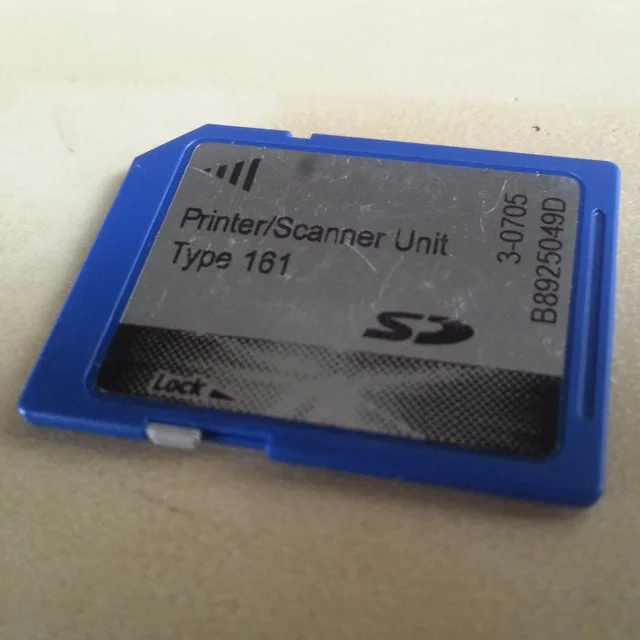 Printer/Scanner Unit
Type 161
SD
Lock
3-0705
B8925049D